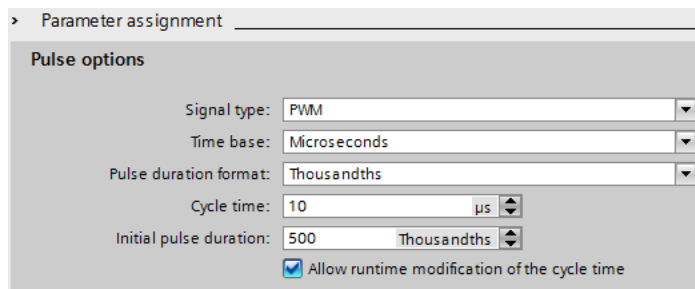 Parameter assignment
Pulse options
Signal type: PWM
Time base: Microseconds
Pulse duration format: Thousandths
Cycle time: 10 µs
Initial pulse duration: 500 Thousandths
Allow runtime modification of the cycle time